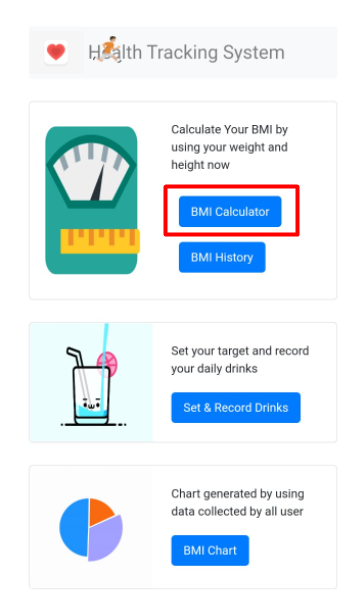 Health Tracking System
Calculate Your BMI by
using your weight and
height now
BMI Calculator
BMI History
Set your target and record
your daily drinks
Set & Record Drinks
Chart generated by using
data collected by all user
BMI Chart